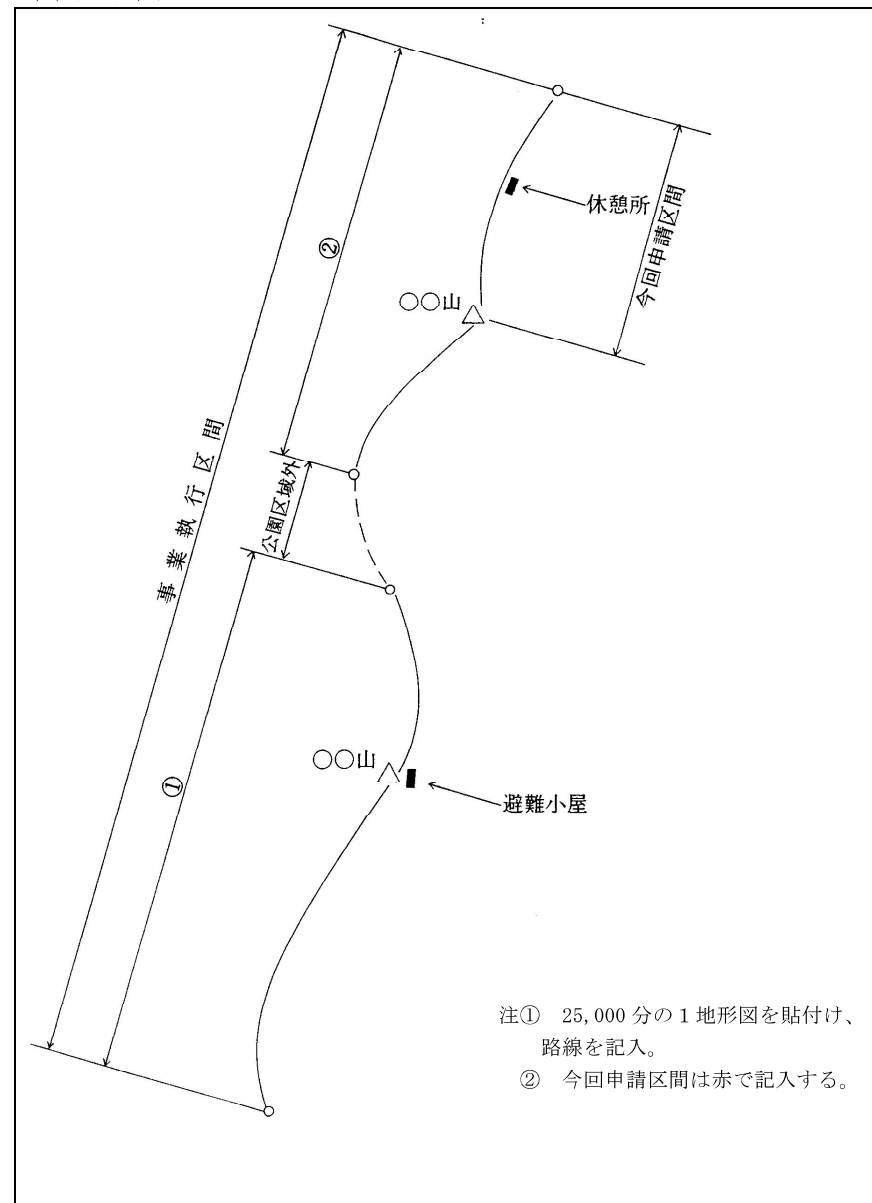 休憩所
今回申請区間
②
○○山
事業執行区間
公園区域外
①
○○山
避難小屋
注① 25,000分の1地形図を貼付け、
路線を記入。
② 今回申請区間は赤で記入する。